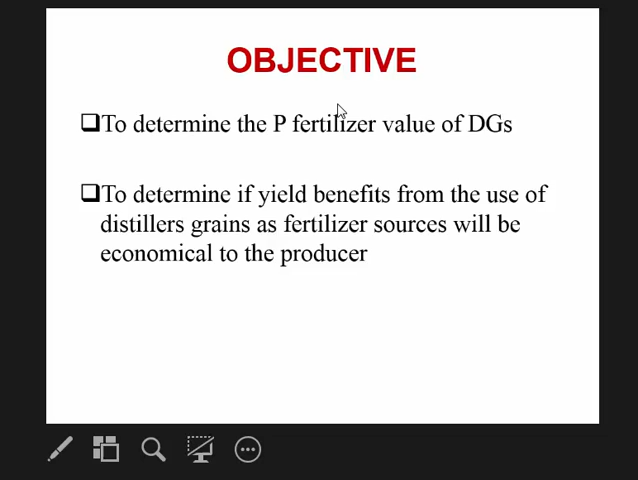 OBJECTIVE
To determine the P fertilizer value of DGs
To determine if yield benefits from the use of
distillers grains as fertilizer sources will be
economical to the producer